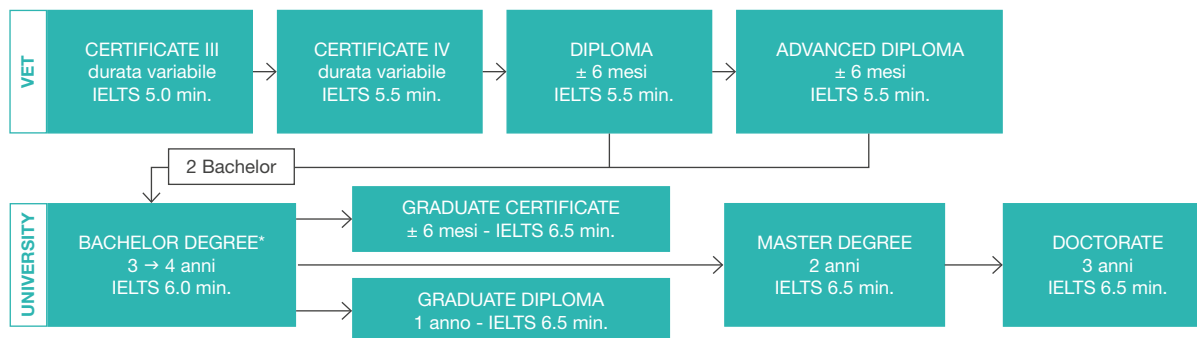 VET
CERTIFICATE III
durata variabile
IELTS 5.0 min.
CERTIFICATE IV
durata variabile
IELTS 5.5 min.
DIPLOMA
± 6 mesi
IELTS 5.5 min.
ADVANCED DIPLOMA
± 6 mesi
IELTS 5.5 min.
2 Bachelor
UNIVERSITY
BACHELOR DEGREE*
3 → 4 anni
IELTS 6.0 min.
GRADUATE CERTIFICATE
± 6 mesi - IELTS 6.5 min.
GRADUATE DIPLOMA
1 anno - IELTS 6.5 min.
MASTER DEGREE
2 anni
IELTS 6.5 min.
DOCTORATE
3 anni
IELTS 6.5 min.